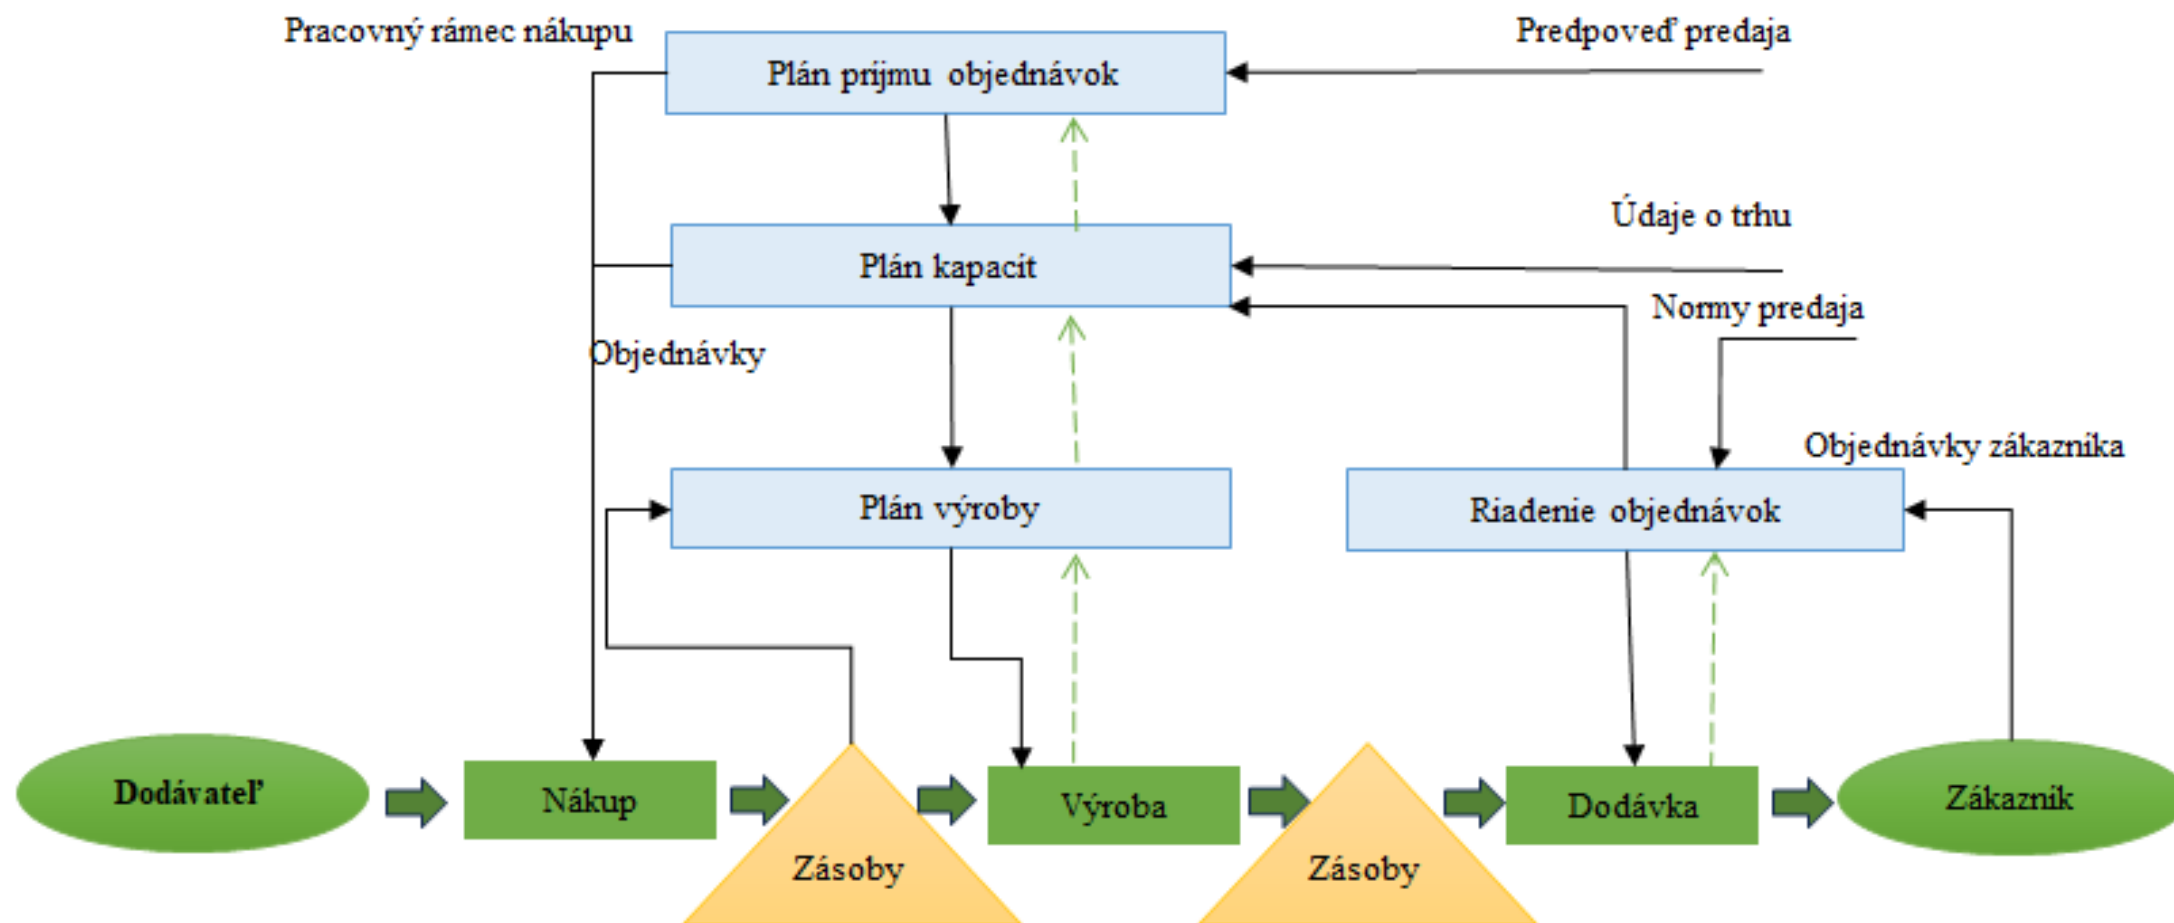 Pracovný rámec nákupu
Predpoveď predaja
Plán príjmu objednávok
Údaje o trhu
Plán kapacít
Normy predaja
Objednávky
Objednávky zákazníka
Plán výroby
Riadenie objednávok
Dodávateľ
Nákup
Výroba
Dodávka
Zákazník
Zásoby
Zásoby